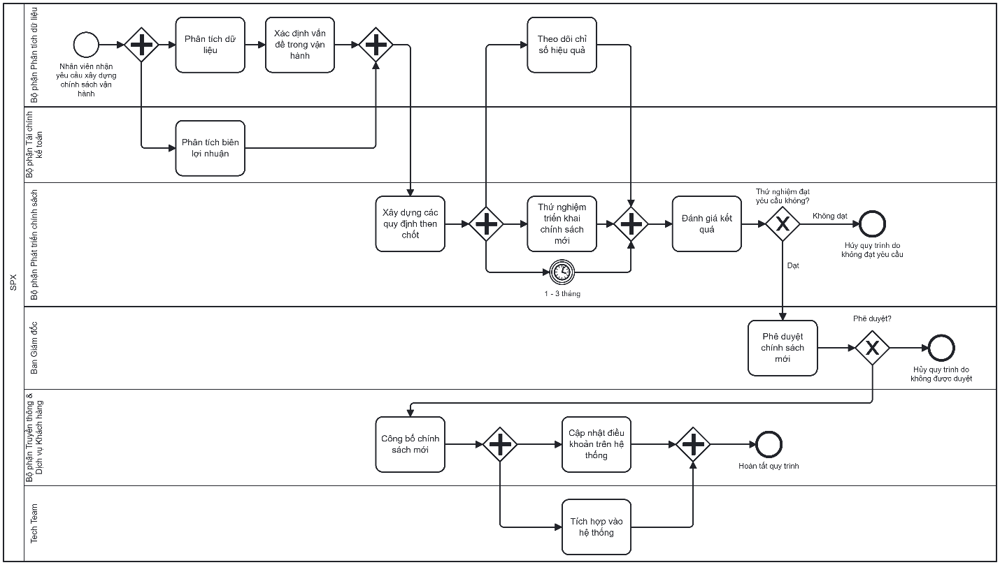 SPX
Bộ phận Phân tích dữ liệu
Nhân viên nhận
yêu cầu xây dựng
chính sách vận
hành
Phân tích dữ
liệu
Xác định vấn
đề trong vận
hành
Theo dõi chỉ
số hiệu quả
Bộ phận Tài chính
kế toán
Phân tích biên
lợi nhuận
Bộ phận Phát triển chính sách
Xây dựng các
quy định then
chốt
Thử nghiệm
triển khai
chính sách
mới
1 - 3 tháng
Đánh giá kết
quả
Thử nghiệm đạt
yêu cầu không?
Không đạt
Hủy quy trình do
không đạt yêu cầu
Đạt
Ban Giám đốc
Phê duyệt
chính sách
mới
Phê duyệt?
Hủy quy trình do
không được duyệt
Bộ phận Truyền thông &
Dịch vụ Khách hàng
Công bố chính
sách mới
Cập nhật điều
khoản trên hệ
thống
Hoàn tất quy trình
Tech Team
Tích hợp vào
hệ thống